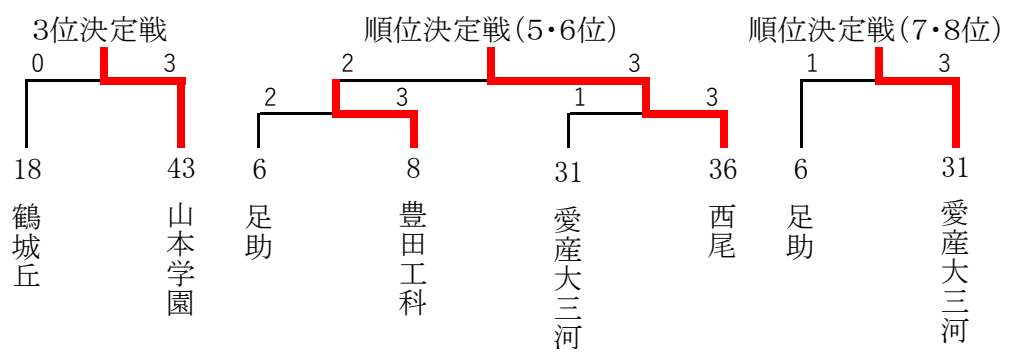 3位決定戦
0 3
18 43
鶴城丘
山本学園
順位決定戦(5・6位)
2 3
2 3 1 3
6 8 31 36
足助
豊田工科
愛産大三河
西尾
順位決定戦(7・8位)
1 3
6 31
足助
愛産大三河